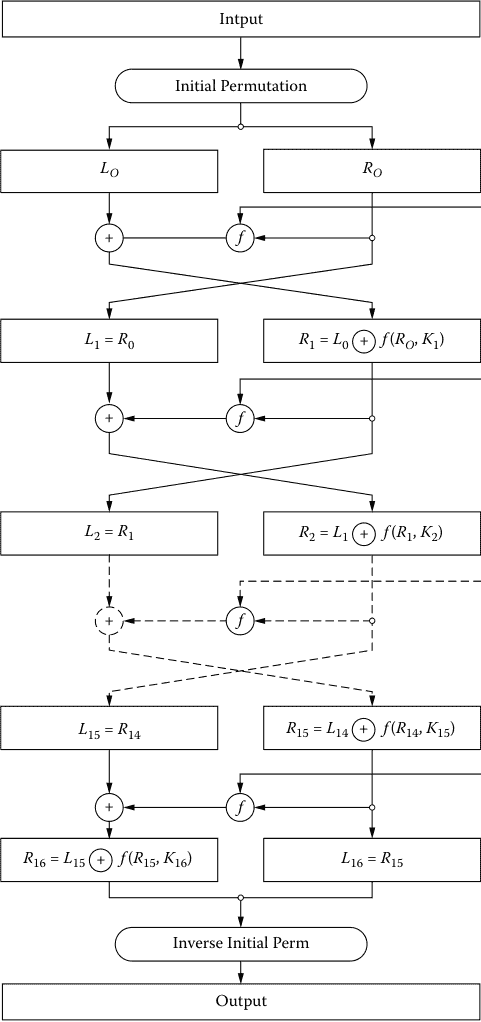 Intput
Initial Permutation
L_O
R_O
+
f
L_1 = R_0
R_1 = L_0 ⊕ f(R_O, K_1)
+
f
L_2 = R_1
R_2 = L_1 ⊕ f(R_1, K_2)
+
f
L_15 = R_14
R_15 = L_14 ⊕ f(R_14, K_15)
+
f
R_16 = L_15 ⊕ f(R_15, K_16)
L_16 = R_15
Inverse Initial Perm
Output